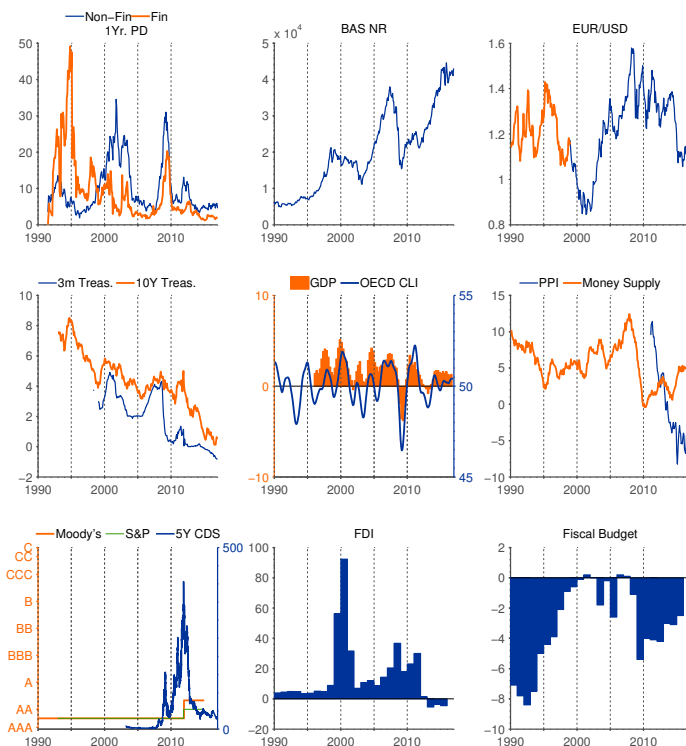 Non−Fin Fin
1Yr. PD
50
40
30
20
10
0
1990 2000 2010
x 10⁴
BAS NR
5
4
3
2
1
0
1990 2000 2010
EUR/USD
1.6
1.4
1.2
1
0.8
1990 2000 2010
3m Treas. 10Y Treas.
10
8
6
4
2
0
−2
1990 2000 2010
GDP OECD CLI
10
0
−10
55
50
45
1990 2000 2010
PPI Money Supply
15
10
5
0
−5
−10
1990 2000 2010
Moody's S&P 5Y CDS
C
CC
CCC
B
BB
BBB
A
AA
AAA
500
0
1990 2000 2010
FDI
100
80
60
40
20
0
−20
1990 2000 2010
Fiscal Budget
2
0
−2
−4
−6
−8
−10
1990 2000 2010